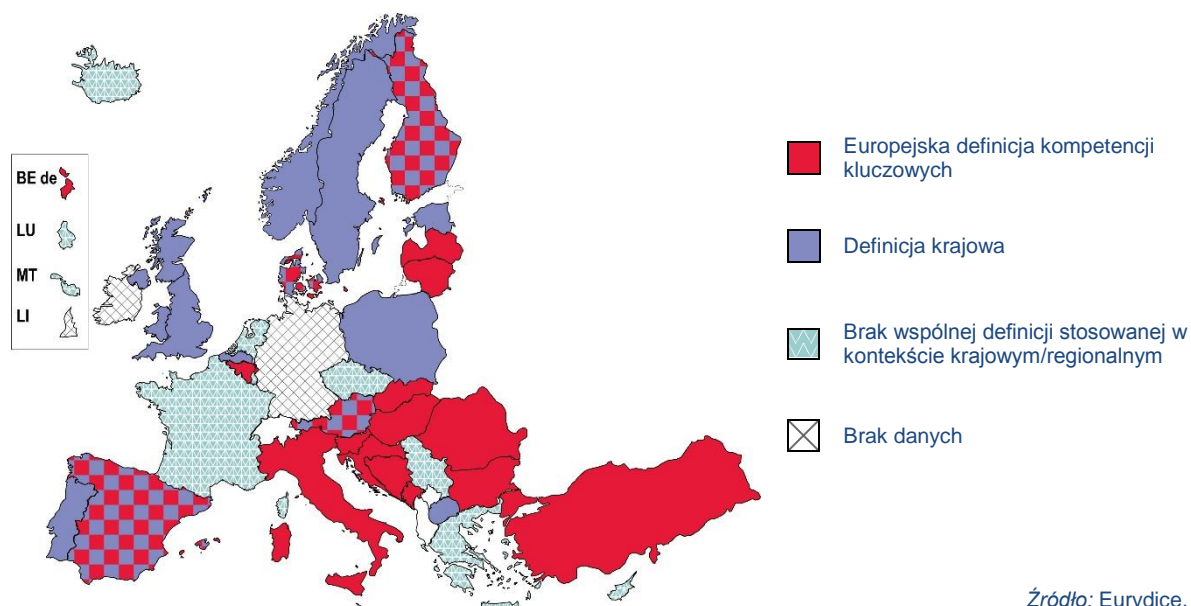 BE de
LU
MT
LI
Europejska definicja kompetencji
kluczowych
Definicja krajowa
Brak wspólnej definicji stosowanej w
kontekście krajowym/regionalnym
Brak danych
Źródło: Eurydice.